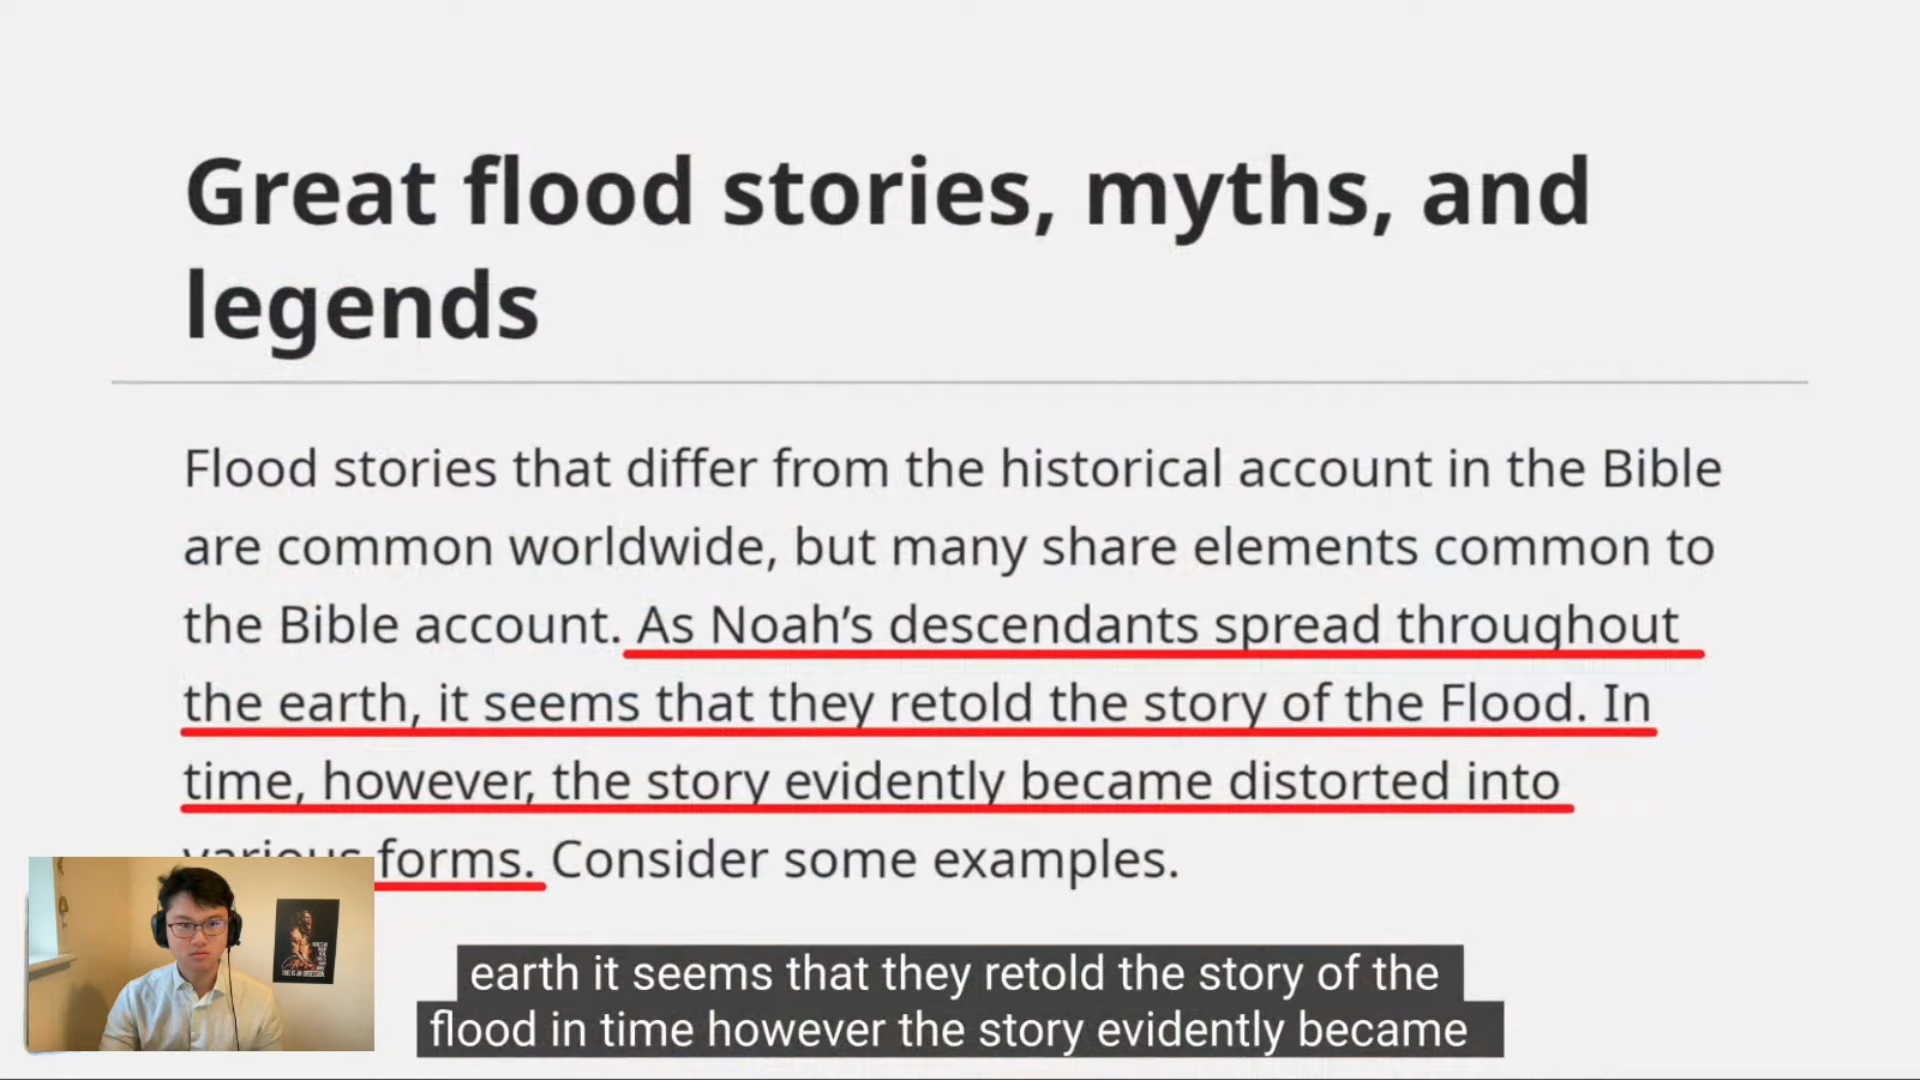 Great flood stories, myths, and
legends
Flood stories that differ from the historical account in the Bible
are common worldwide, but many share elements common to
the Bible account. As Noah’s descendants spread throughout
the earth, it seems that they retold the story of the Flood. In
time, however, the story evidently became distorted into
various forms. Consider some examples.
earth it seems that they retold the story of the
flood in time however the story evidently became